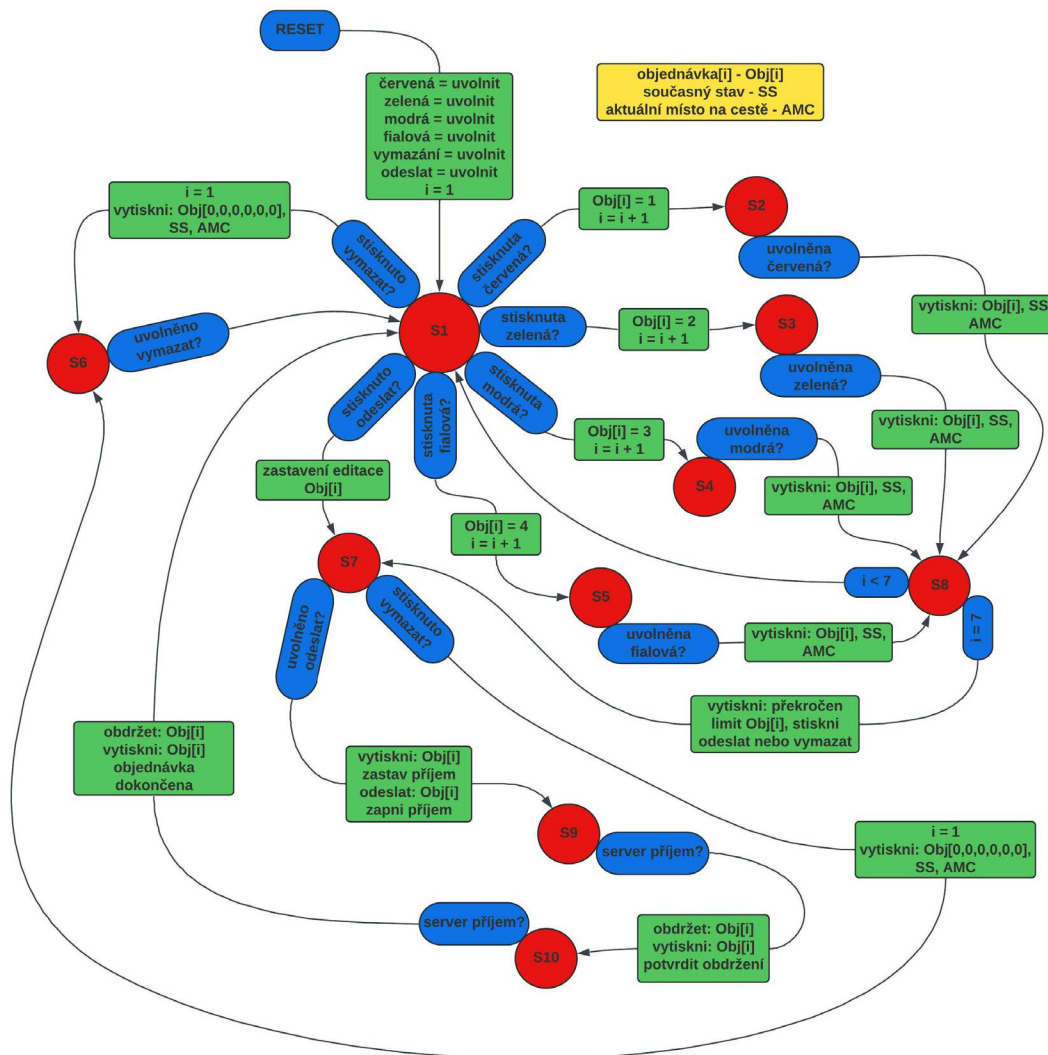 RESET
červená = uvolnit
zelená = uvolnit
modrá = uvolnit
fialová = uvolnit
vymazání = uvolnit
odeslat = uvolnit
i = 1
objednávka[i] - Obj[i]
současný stav - SS
aktuální místo na cestě - AMC
i = 1
vytiskni: Obj[0,0,0,0,0,0],
SS, AMC
stisknuto
vymazat?
stisknuta
červená?
Obj[i] = 1
i = i + 1
S2
uvolněna
červená?
vytiskni: Obj[i], SS,
AMC
S6
uvolněno
vymazat?
S1
stisknuta
zelená?
Obj[i] = 2
i = i + 1
S3
uvolněna
zelená?
vytiskni: Obj[i], SS,
AMC
stisknuto
odeslat?
stisknuta
fialová?
stisknuta
modrá?
Obj[i] = 3
i = i + 1
S4
uvolněna
modrá?
vytiskni: Obj[i], SS,
AMC
zastavení editace
Obj[i]
Obj[i] = 4
i = i + 1
S7
S5
uvolněna
fialová?
vytiskni: Obj[i], SS,
AMC
i < 7
S8
i = 7
uvolněno
odeslat?
stisknuto
vymazat?
vytiskni: překročen
limit Obj[i], stiskni
odeslat nebo vymazat
obdržet: Obj[i]
vytiskni: Obj[i]
objednávka
dokončena
vytiskni: Obj[i]
zastav příjem
odeslat: Obj[i]
zapni příjem
S9
server příjem?
i = 1
vytiskni: Obj[0,0,0,0,0,0],
SS, AMC
server příjem?
S10
obdržet: Obj[i]
vytiskni: Obj[i]
potvrdit obdržení